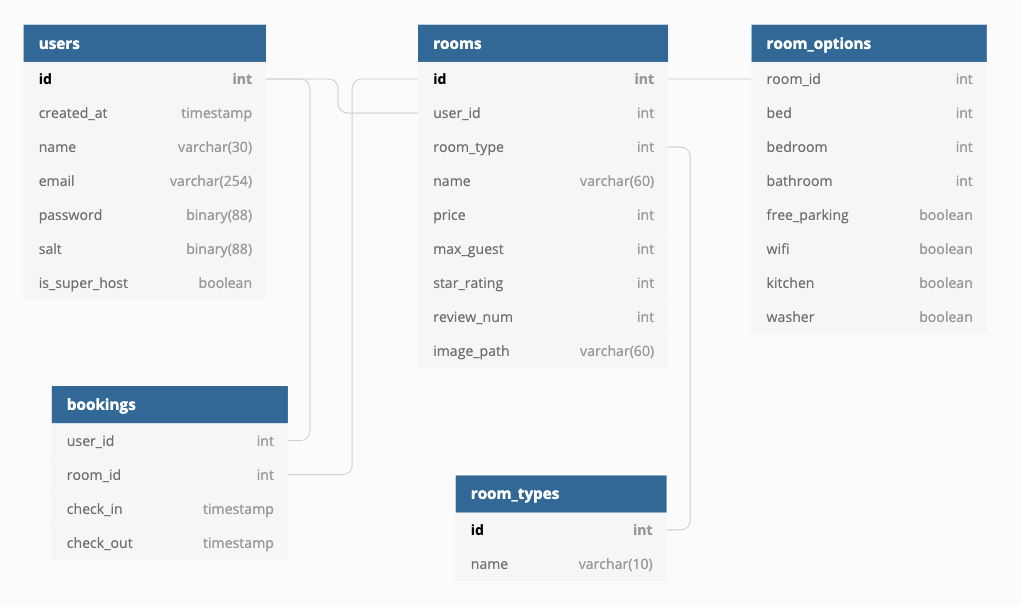 users
id int
created_at timestamp
name varchar(30)
email varchar(254)
password binary(88)
salt binary(88)
is_super_host boolean
rooms
id int
user_id int
room_type int
name varchar(60)
price int
max_guest int
star_rating int
review_num int
image_path varchar(60)
room_options
room_id int
bed int
bedroom int
bathroom int
free_parking boolean
wifi boolean
kitchen boolean
washer boolean
bookings
user_id int
room_id int
check_in timestamp
check_out timestamp
room_types
id int
name varchar(10)